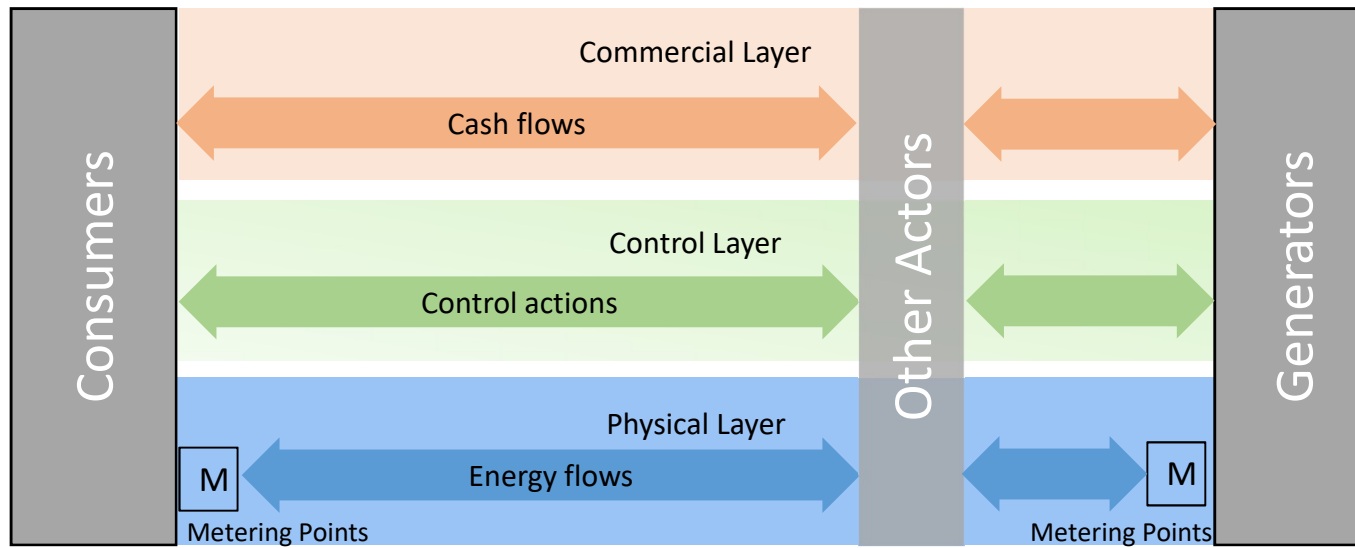 Consumers
Commercial Layer
Cash flows
Control Layer
Control actions
Physical Layer
M
Energy flows
Metering Points
Other Actors
M
Metering Points
Generators